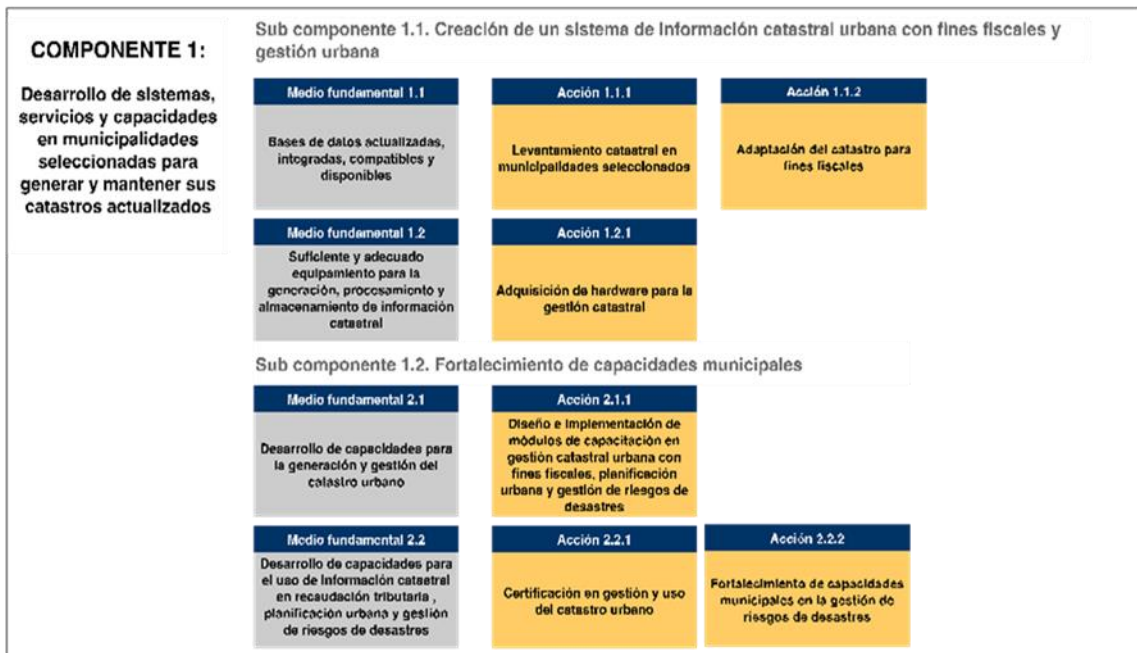 COMPONENTE 1:
Desarrollo de sistemas,
servicios y capacidades
en municipalidades
seleccionadas para
generar y mantener sus
catastros actualizados
Sub componente 1.1. Creación de un sistema de información catastral urbana con fines fiscales y
gestión urbana
Medio fundamental 1.1
Bases de datos actualizadas,
integradas, compatibles y
disponibles
Acción 1.1.1
Levantamiento catastral en
municipalidades seleccionados
Acción 1.1.2
Adaptación del catastro para
fines fiscales
Medio fundamental 1.2
Suficiente y adecuado
equipamiento para la
generación, procesamiento y
almacenamiento de información
catastral
Acción 1.2.1
Adquisición de hardware para la
gestión catastral
Sub componente 1.2. Fortalecimiento de capacidades municipales
Medio fundamental 2.1
Desarrollo de capacidades para
la generación y gestión del
catastro urbano
Acción 2.1.1
Diseño e implementación de
módulos de capacitación en
gestión catastral urbana con
fines fiscales, planificación
urbana y gestión de riesgos de
desastres
Medio fundamental 2.2
Desarrollo de capacidades para
el uso de información catastral
en recaudación tributaria ,
planificación urbana y gestión
de riesgos de desastres
Acción 2.2.1
Certificación en gestión y uso
del catastro urbano
Acción 2.2.2
Fortalecimiento de capacidades
municipales en la gestión de
riesgos de desastres